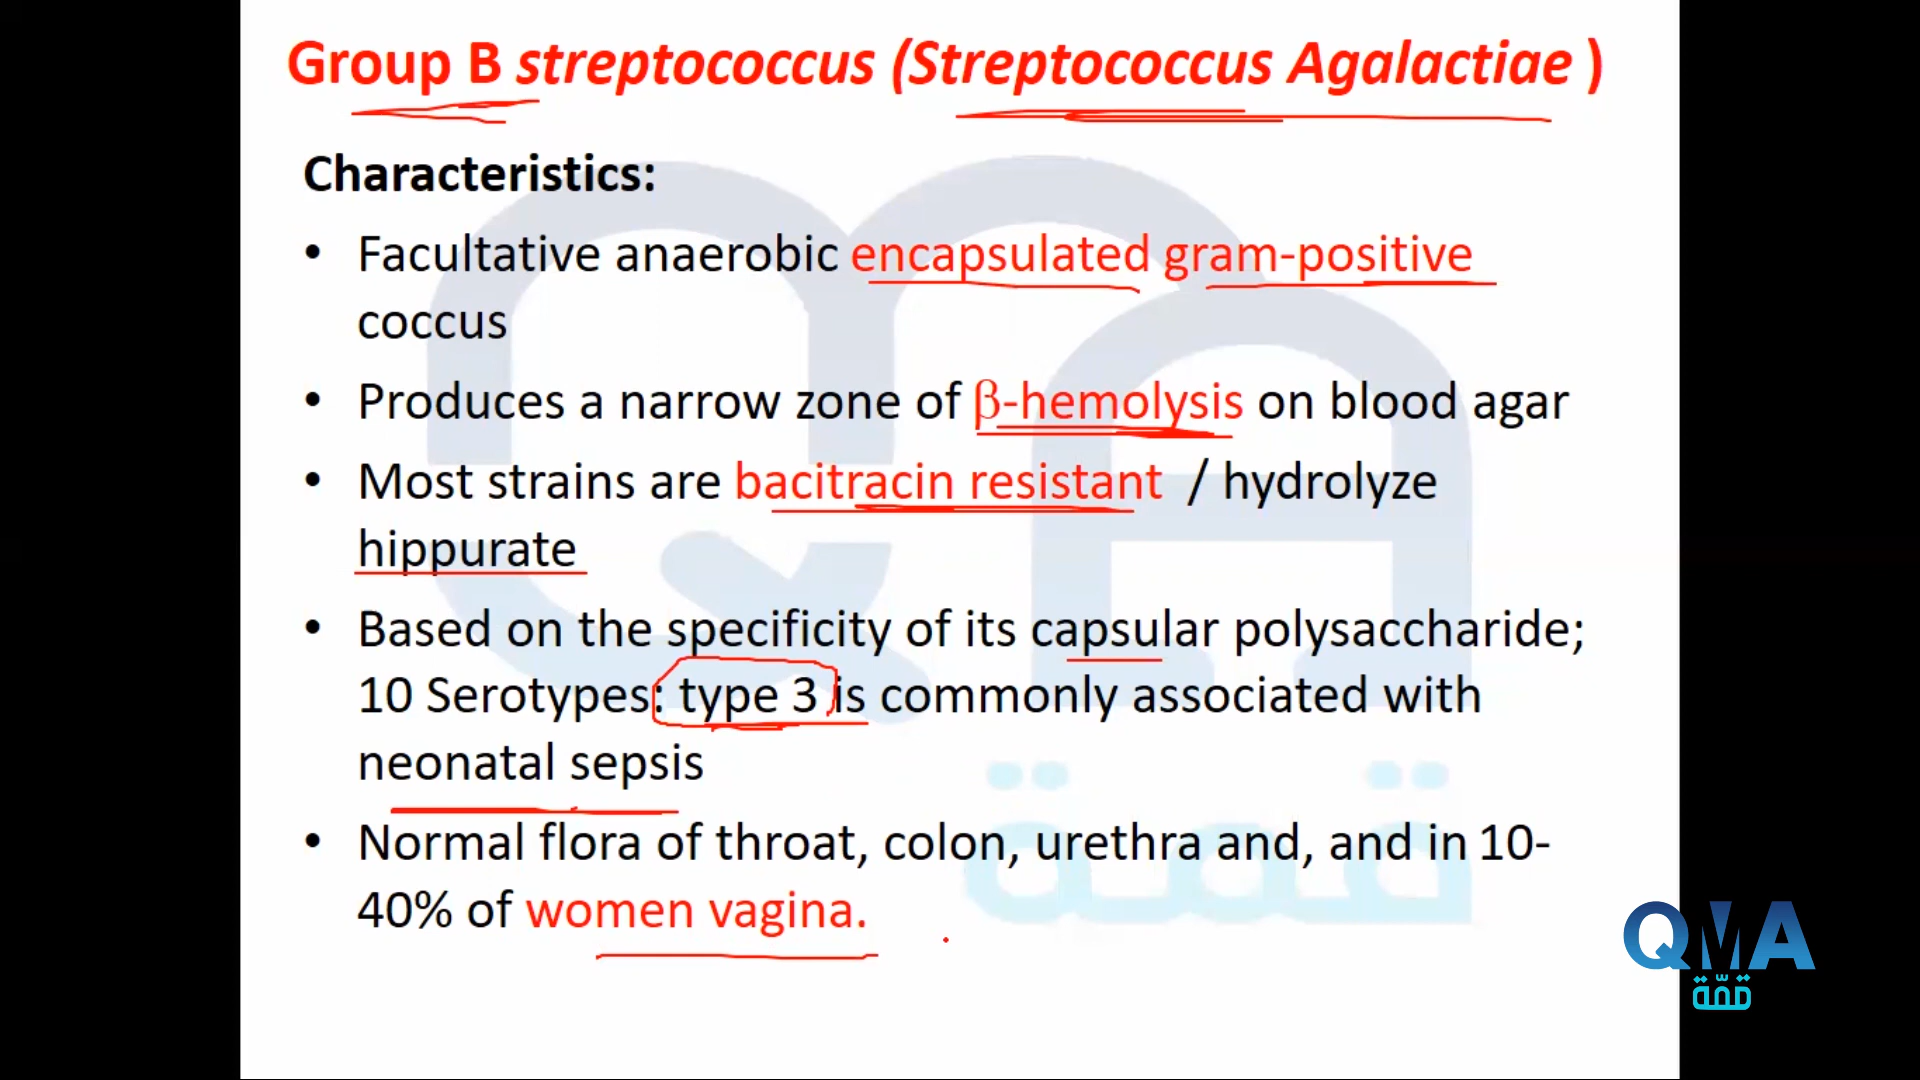 Group B streptococcus (Streptococcus Agalactiae )
Characteristics:
• Facultative anaerobic encapsulated gram-positive
coccus
• Produces a narrow zone of β-hemolysis on blood agar
• Most strains are bacitracin resistant / hydrolyze
hippurate
• Based on the specificity of its capsular polysaccharide;
10 Serotypes: type 3 is commonly associated with
neonatal sepsis
• Normal flora of throat, colon, urethra and, and in 10-
40% of women vagina.
قمة
QMA
قمّة